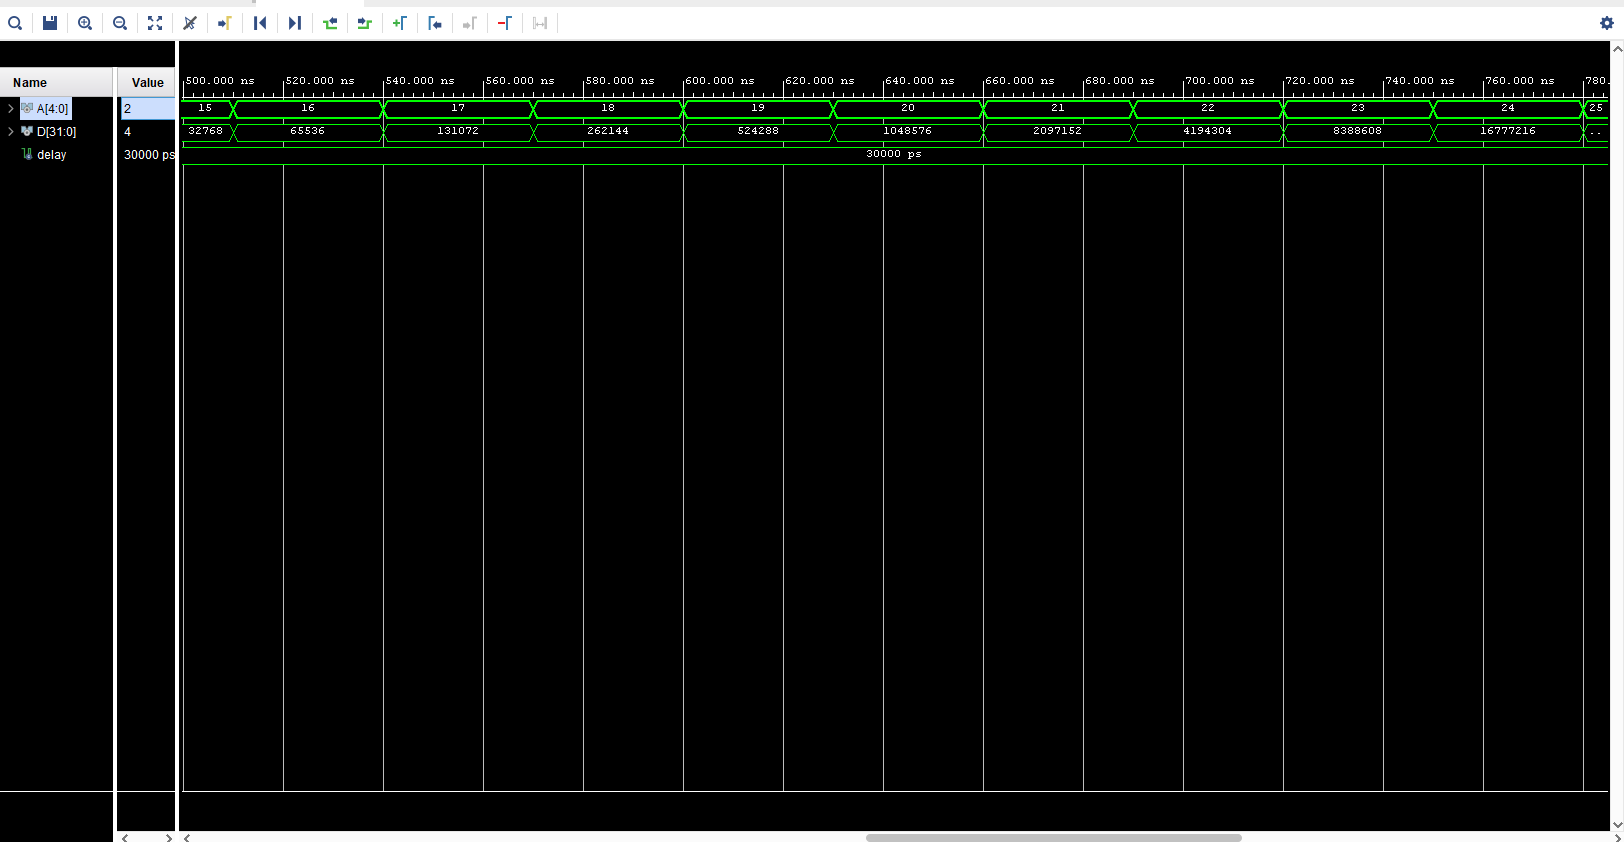 500.000 ns 520.000 ns 540.000 ns 560.000 ns 580.000 ns 600.000 ns 620.000 ns 640.000 ns 660.000 ns 680.000 ns 700.000 ns 720.000 ns 740.000 ns 760.000 ns 780.
Name Value
A[4:0] 2 15 16 17 18 19 20 21 22 23 24 25
D[31:0] 4 32768 65536 131072 262144 524288 1048576 2097152 4194304 8388608 16777216 ..
delay 30000 ps 30000 ps